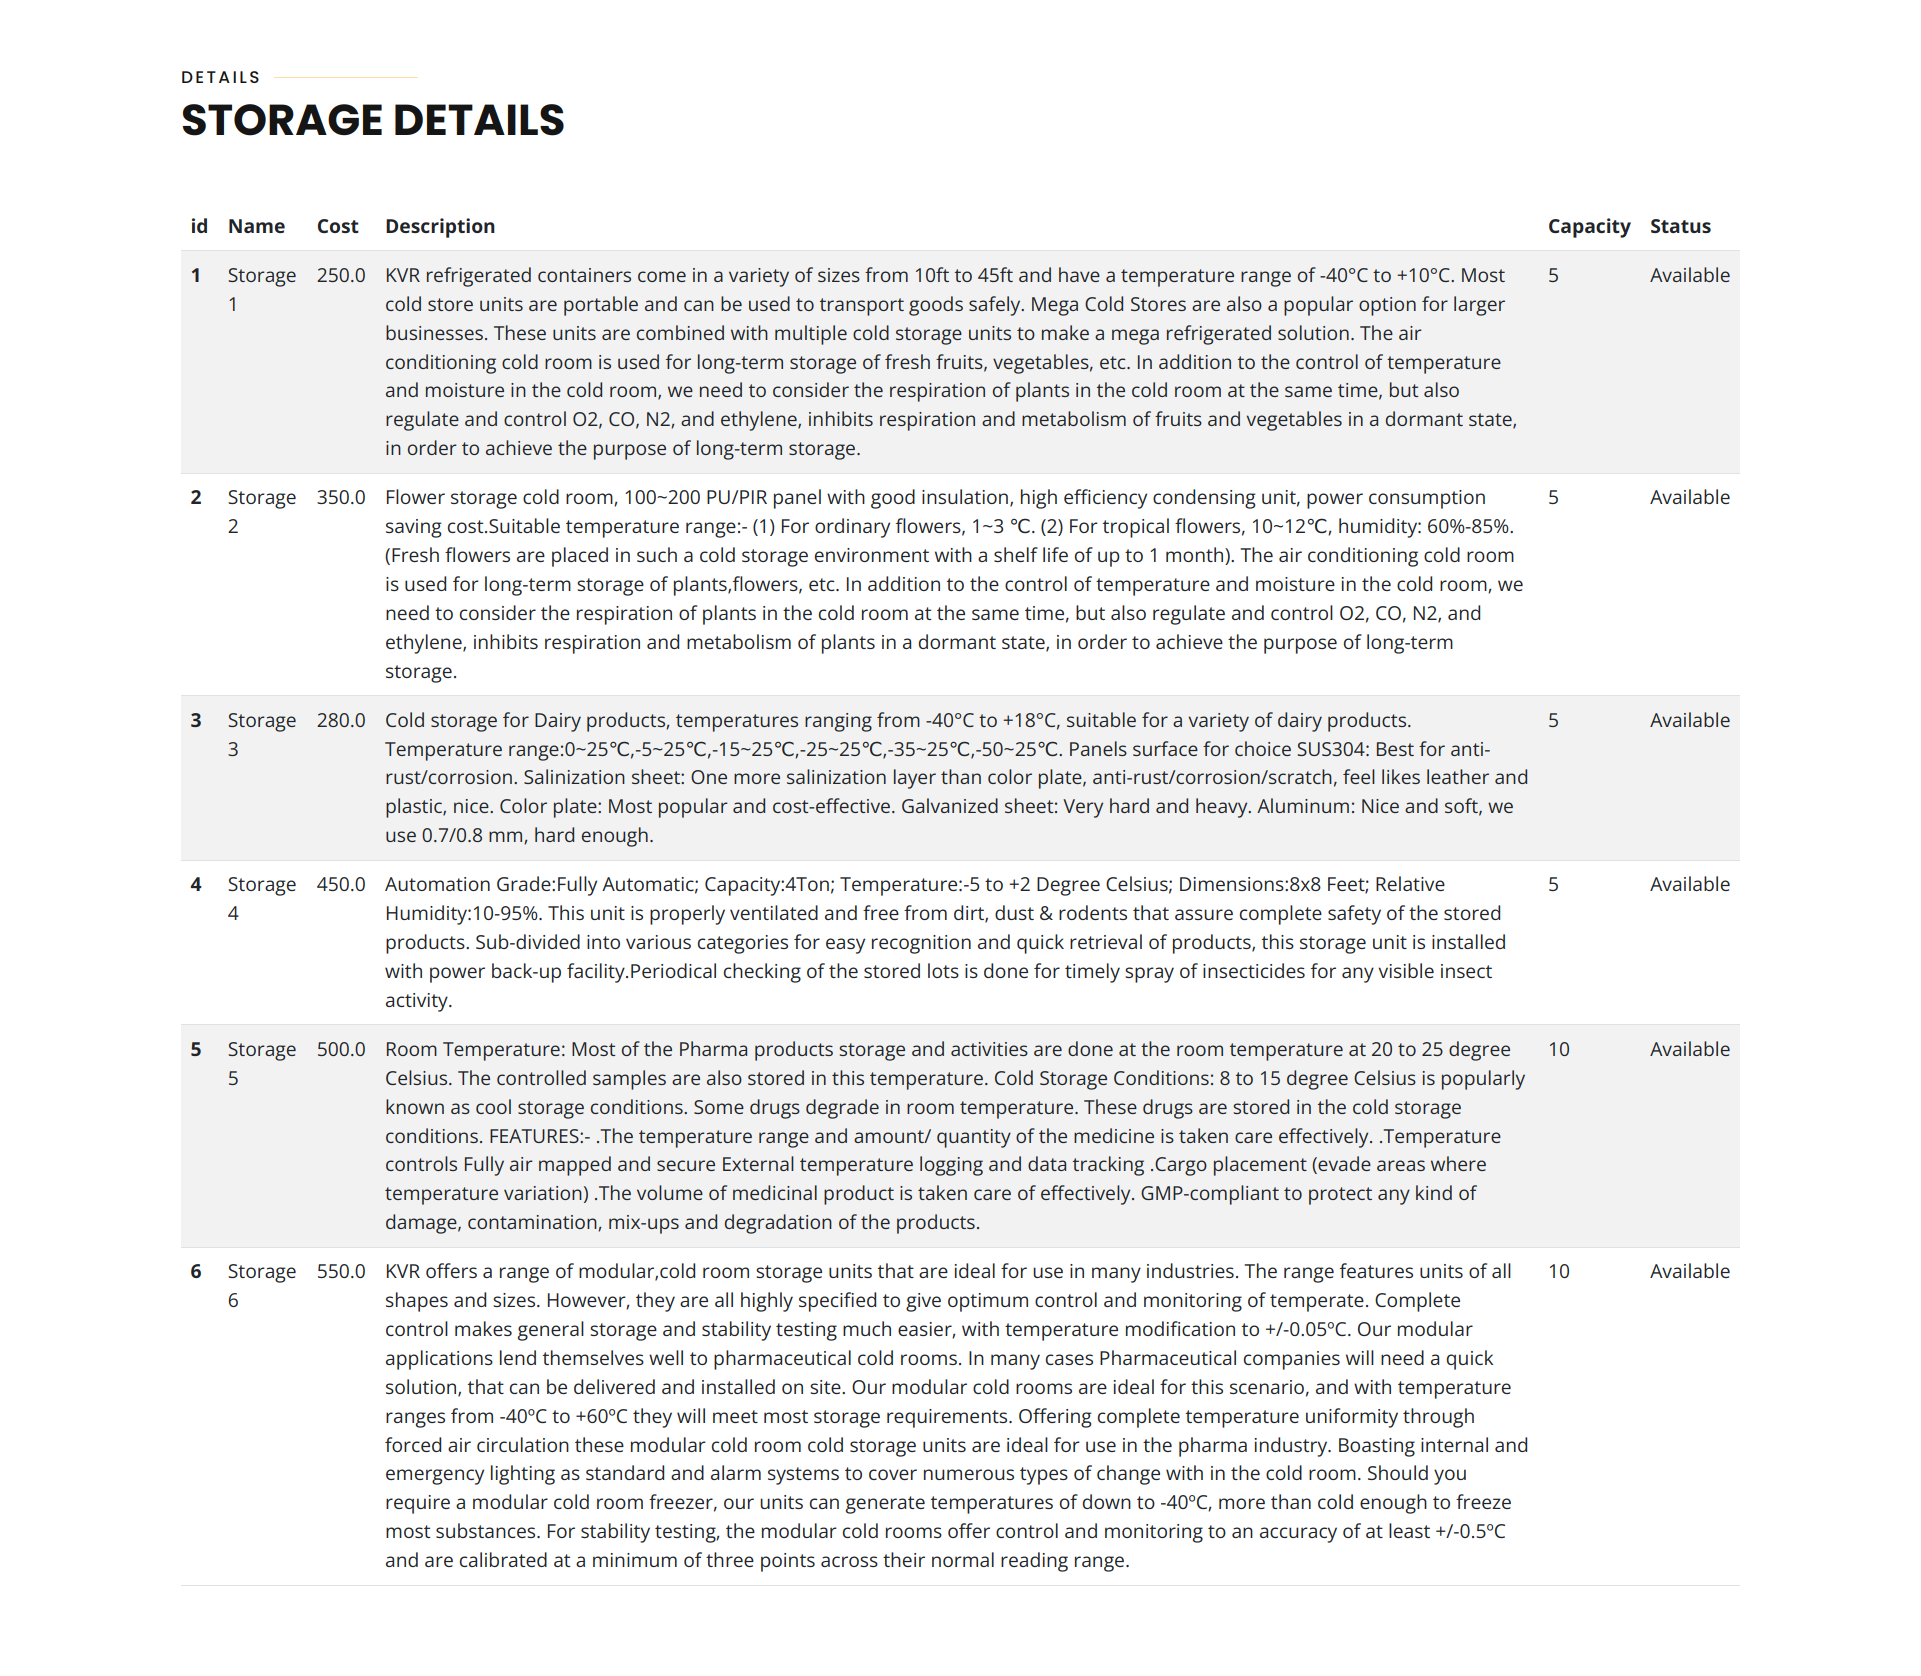 DETAILS
STORAGE DETAILS
id Name Cost Description Capacity Status
1 Storage 250.0 KVR refrigerated containers come in a variety of sizes from 10ft to 45ft and have a temperature range of -40°C to +10°C. Most 5 Available
1 cold store units are portable and can be used to transport goods safely. Mega Cold Stores are also a popular option for larger
businesses. These units are combined with multiple cold storage units to make a mega refrigerated solution. The air
conditioning cold room is used for long-term storage of fresh fruits, vegetables, etc. In addition to the control of temperature
and moisture in the cold room, we need to consider the respiration of plants in the cold room at the same time, but also
regulate and control O2, CO, N2, and ethylene, inhibits respiration and metabolism of fruits and vegetables in a dormant state,
in order to achieve the purpose of long-term storage.
2 Storage 350.0 Flower storage cold room, 100~200 PU/PIR panel with good insulation, high efficiency condensing unit, power consumption 5 Available
2 saving cost.Suitable temperature range:- (1) For ordinary flowers, 1~3 ℃. (2) For tropical flowers, 10~12℃, humidity: 60%-85%.
(Fresh flowers are placed in such a cold storage environment with a shelf life of up to 1 month). The air conditioning cold room
is used for long-term storage of plants,flowers, etc. In addition to the control of temperature and moisture in the cold room, we
need to consider the respiration of plants in the cold room at the same time, but also regulate and control O2, CO, N2, and
ethylene, inhibits respiration and metabolism of plants in a dormant state, in order to achieve the purpose of long-term
storage.
3 Storage 280.0 Cold storage for Dairy products, temperatures ranging from -40°C to +18°C, suitable for a variety of dairy products. 5 Available
3 Temperature range:0~25℃,-5~25℃,-15~25℃,-25~25℃,-35~25℃,-50~25℃. Panels surface for choice SUS304: Best for anti-
rust/corrosion. Salinization sheet: One more salinization layer than color plate, anti-rust/corrosion/scratch, feel likes leather and
plastic, nice. Color plate: Most popular and cost-effective. Galvanized sheet: Very hard and heavy. Aluminum: Nice and soft, we
use 0.7/0.8 mm, hard enough.
4 Storage 450.0 Automation Grade:Fully Automatic; Capacity:4Ton; Temperature:-5 to +2 Degree Celsius; Dimensions:8x8 Feet; Relative 5 Available
4 Humidity:10-95%. This unit is properly ventilated and free from dirt, dust & rodents that assure complete safety of the stored
products. Sub-divided into various categories for easy recognition and quick retrieval of products, this storage unit is installed
with power back-up facility.Periodical checking of the stored lots is done for timely spray of insecticides for any visible insect
activity.
5 Storage 500.0 Room Temperature: Most of the Pharma products storage and activities are done at the room temperature at 20 to 25 degree 10 Available
5 Celsius. The controlled samples are also stored in this temperature. Cold Storage Conditions: 8 to 15 degree Celsius is popularly
known as cool storage conditions. Some drugs degrade in room temperature. These drugs are stored in the cold storage
conditions. FEATURES:- .The temperature range and amount/ quantity of the medicine is taken care effectively. .Temperature
controls Fully air mapped and secure External temperature logging and data tracking .Cargo placement (evade areas where
temperature variation) .The volume of medicinal product is taken care of effectively. GMP-compliant to protect any kind of
damage, contamination, mix-ups and degradation of the products.
6 Storage 550.0 KVR offers a range of modular,cold room storage units that are ideal for use in many industries. The range features units of all 10 Available
6 shapes and sizes. However, they are all highly specified to give optimum control and monitoring of temperate. Complete
control makes general storage and stability testing much easier, with temperature modification to +/-0.05ºC. Our modular
applications lend themselves well to pharmaceutical cold rooms. In many cases Pharmaceutical companies will need a quick
solution, that can be delivered and installed on site. Our modular cold rooms are ideal for this scenario, and with temperature
ranges from -40ºC to +60ºC they will meet most storage requirements. Offering complete temperature uniformity through
forced air circulation these modular cold room cold storage units are ideal for use in the pharma industry. Boasting internal and
emergency lighting as standard and alarm systems to cover numerous types of change with in the cold room. Should you
require a modular cold room freezer, our units can generate temperatures of down to -40ºC, more than cold enough to freeze
most substances. For stability testing, the modular cold rooms offer control and monitoring to an accuracy of at least +/-0.5ºC
and are calibrated at a minimum of three points across their normal reading range.